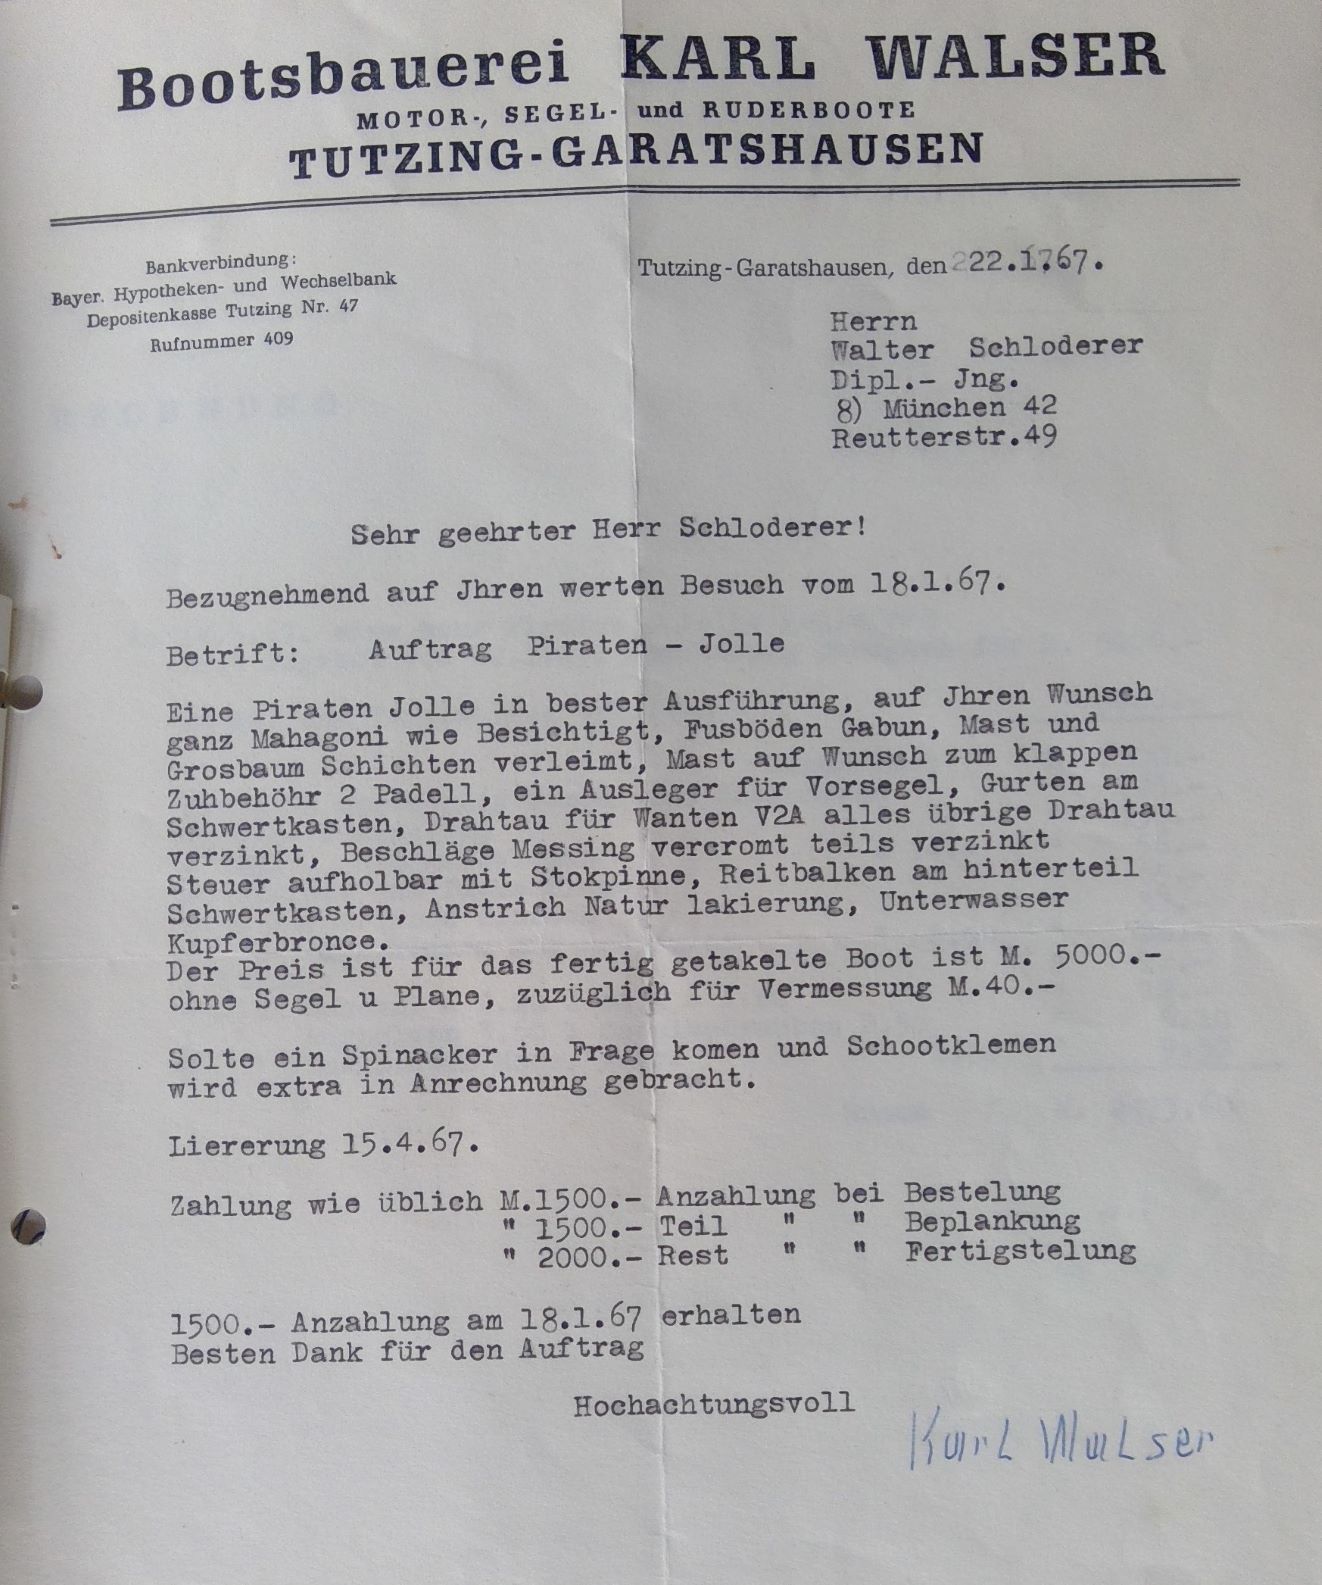 Bootsbauerei KARL WALSER
MOTOR-, SEGEL- und RUDERBOOTE
TUTZING-GARATSHAUSEN
Bankverbindung:
Bayer. Hypotheken- und Wechselbank
Depositenkasse Tutzing Nr. 47
Rufnummer 409
Tutzing-Garatshausen, den 22.1.67.
Herrn
Walter Schloderer
Dipl.- Jng.
8) München 42
Reutterstr.49
Sehr geehrter Herr Schloderer!
Bezugnehmend auf Jhren werten Besuch vom 18.1.67.
Betrift: Auftrag Piraten - Jolle
Eine Piraten Jolle in bester Ausführung, auf Jhren Wunsch
ganz Mahagoni wie Besichtigt, Fusböden Gabun, Mast und
Grosbaum Schichten verleimt, Mast auf Wunsch zum klappen
Zuhbehöhr 2 Padell, ein Ausleger für Vorsegel, Gurten am
Schwertkasten, Drahtau für Wanten V2A alles übrige Drahtau
verzinkt, Beschläge Messing vercromt teils verzinkt
Steuer aufholbar mit Stokpinne, Reitbalken am hinterteil
Schwertkasten, Anstrich Natur lakierung, Unterwasser
Kupferbronce.
Der Preis ist für das fertig getakelte Boot ist M. 5000.-
ohne Segel u Plane, zuzüglich für Vermessung M.40.-
Solte ein Spinacker in Frage komen und Schootklemen
wird extra in Anrechnung gebracht.
Liererung 15.4.67.
Zahlung wie üblich M.1500.- Anzahlung bei Bestelung
" 1500.- Teil " " Beplankung
" 2000.- Rest " " Fertigstelung
1500.- Anzahlung am 18.1.67 erhalten
Besten Dank für den Auftrag
Hochachtungsvoll
Karl Walser